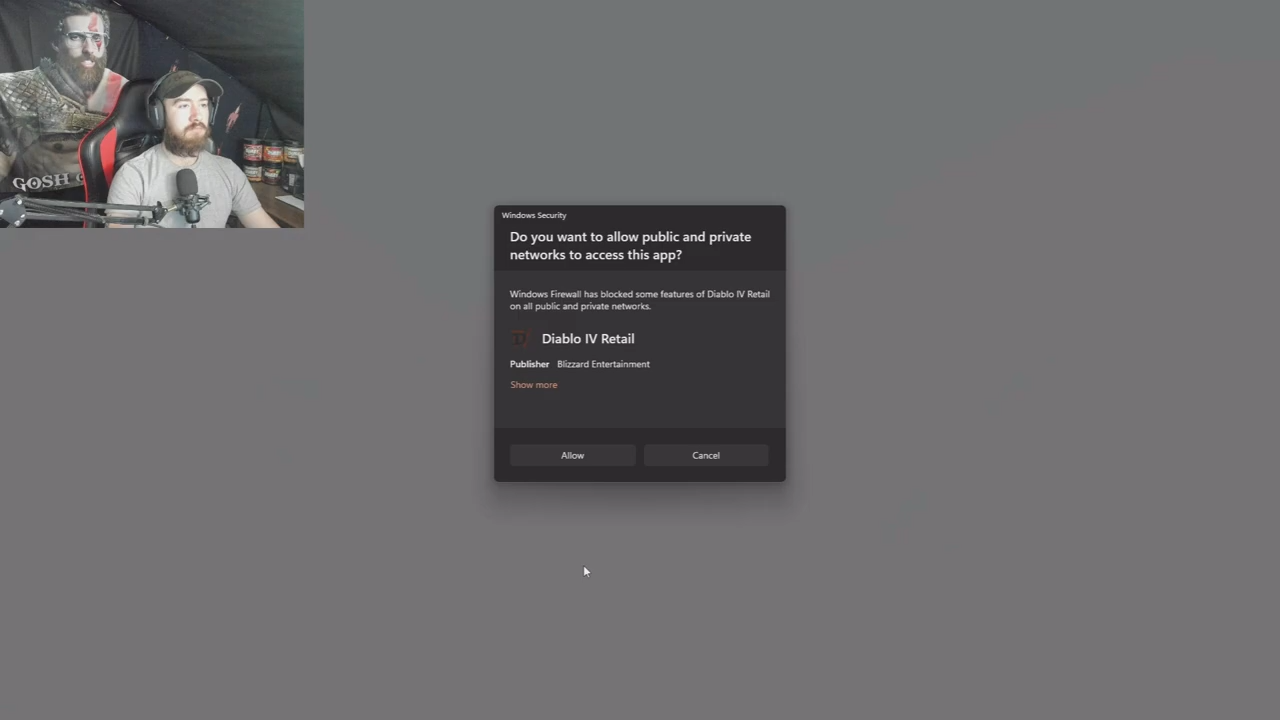 GOSH
Windows Security
Do you want to allow public and private
networks to access this app?
Windows Firewall has blocked some features of Diablo IV Retail
on all public and private networks.
Diablo IV Retail
Publisher Blizzard Entertainment
Show more
Allow Cancel